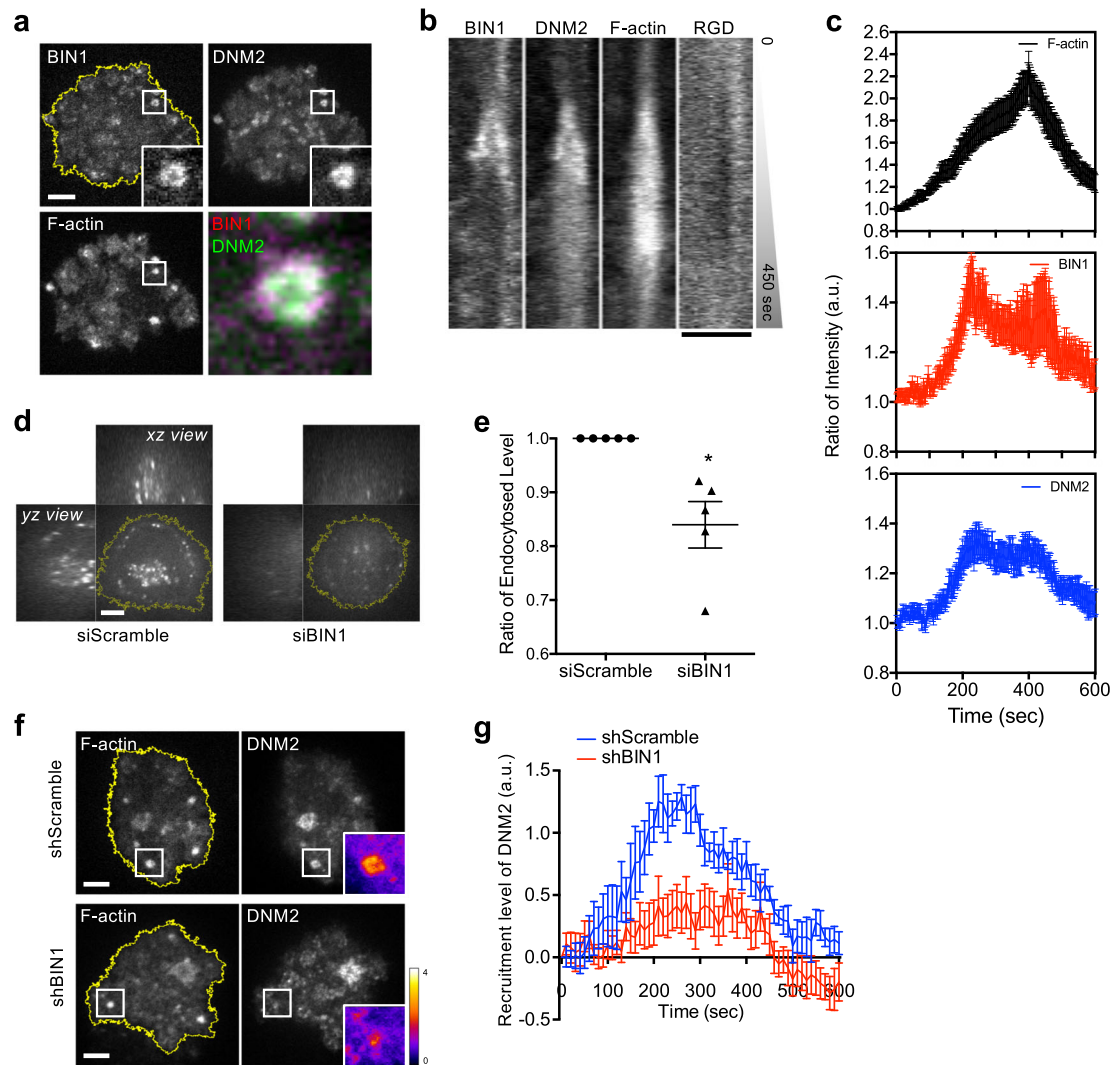 a
BIN1
DNM2
F-actin
BIN1
DNM2
b
BIN1 DNM2 F-actin RGD
0
450 sec
c
Ratio of Intensity (a.u.)
2.6
2.4
2.2
2.0
1.8
1.6
1.4
1.2
1.0
0.8
F-actin
1.6
1.4
1.2
1.0
0.8
BIN1
1.6
1.4
1.2
1.0
0.8
DNM2
0 200 400 600
Time (sec)
d
xz view
yz view
siScramble
siBIN1
e
Ratio of Endocytosed Level
1.0
0.9
0.8
0.7
0.6
*
siScramble siBIN1
f
shScramble
F-actin
DNM2
shBIN1
F-actin
DNM2
4
0
g
shScramble
shBIN1
Recruitment level of DNM2 (a.u.)
1.5
1.0
0.5
0.0
-0.5
0 100 200 300 400 500 600
Time (sec)